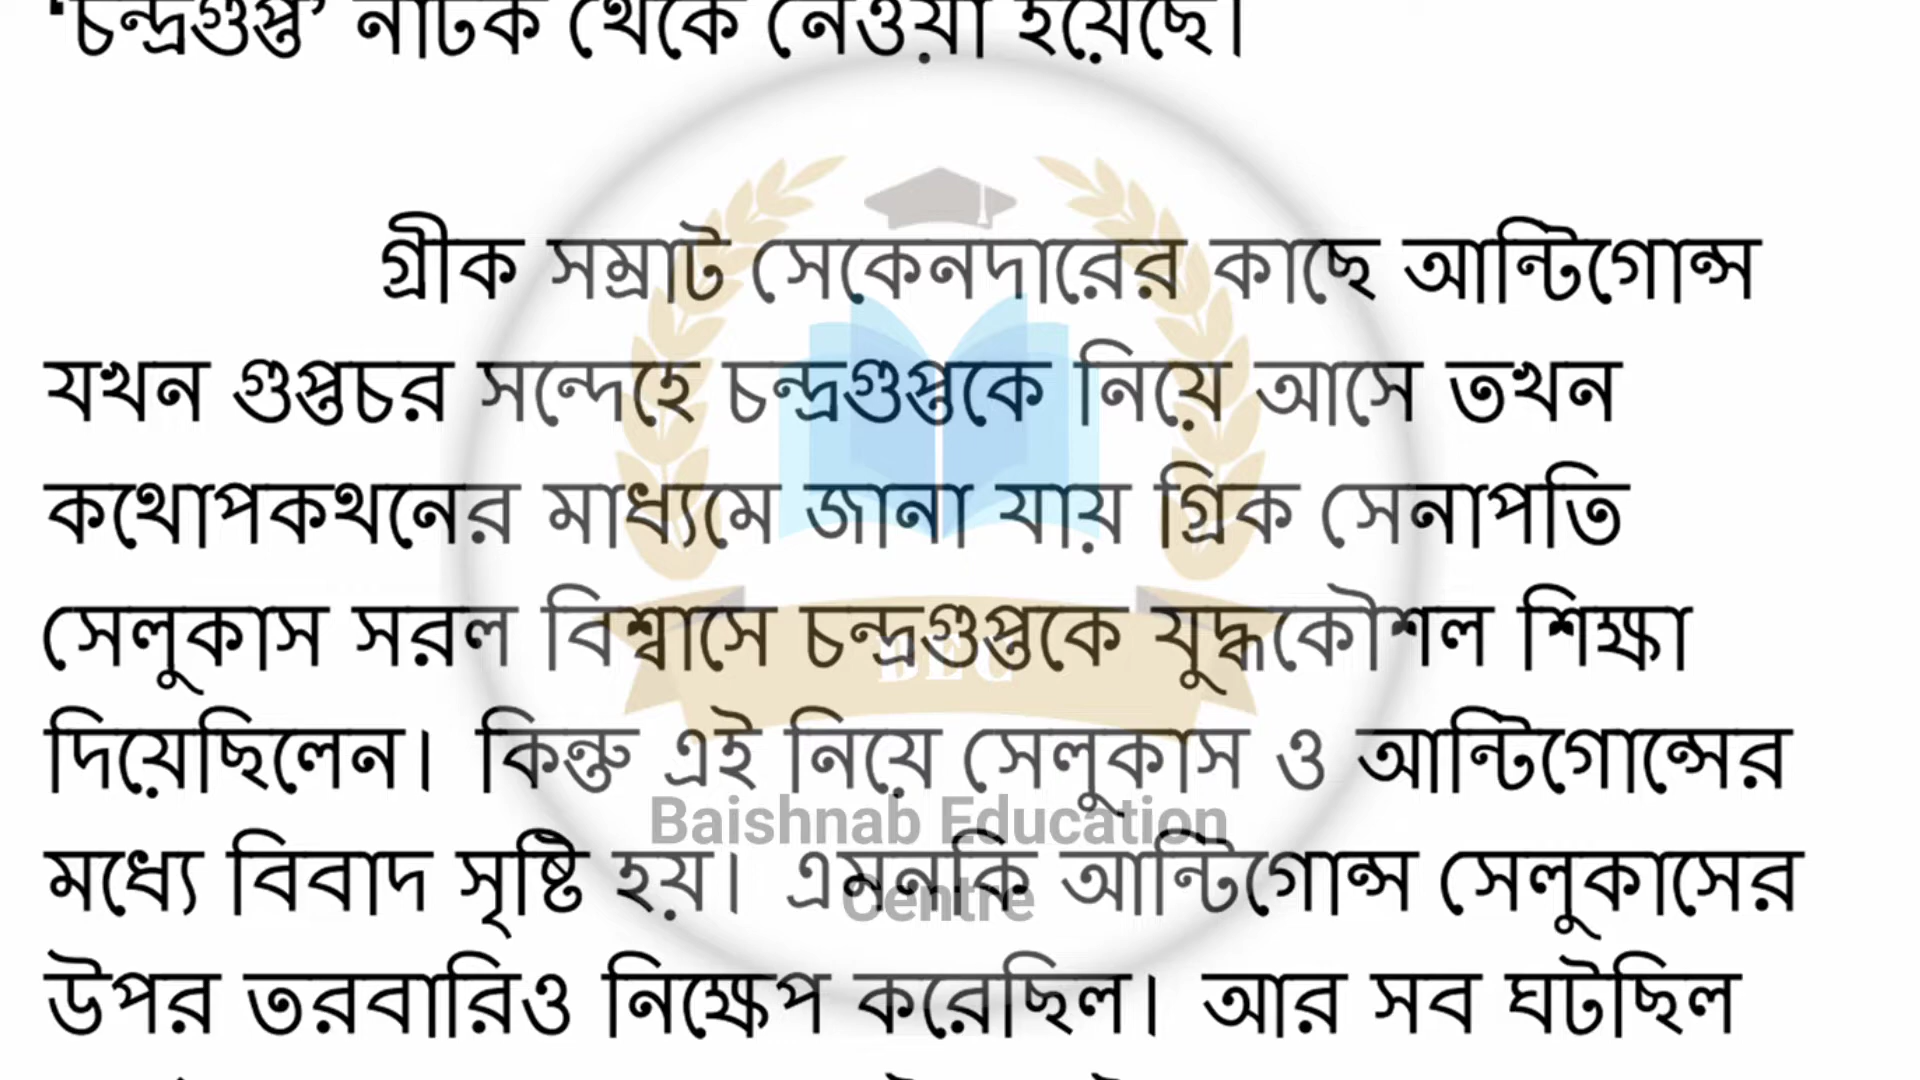 ‘চন্দ্রগুপ্ত’ নাটক থেকে নেওয়া হয়েছে।
গ্রীক সম্রাট সেকেনদারের কাছে আন্টিগোন্স
যখন গুপ্তচর সন্দেহে চন্দ্রগুপ্তকে নিয়ে আসে তখন
কথোপকথনের মাধ্যমে জানা যায় গ্রিক সেনাপতি
সেলুকাস সরল বিশ্বাসে চন্দ্রগুপ্তকে যুদ্ধকৌশল শিক্ষা
BEC
দিয়েছিলেন। কিন্তু এই নিয়ে সেলুকাস ও আন্টিগোন্সের
Baishnab Education
মধ্যে বিবাদ সৃষ্টি হয়। এমনকি আন্টিগোন্স সেলুকাসের
Centre
উপর তরবারিও নিক্ষেপ করেছিল। আর সব ঘটছিল